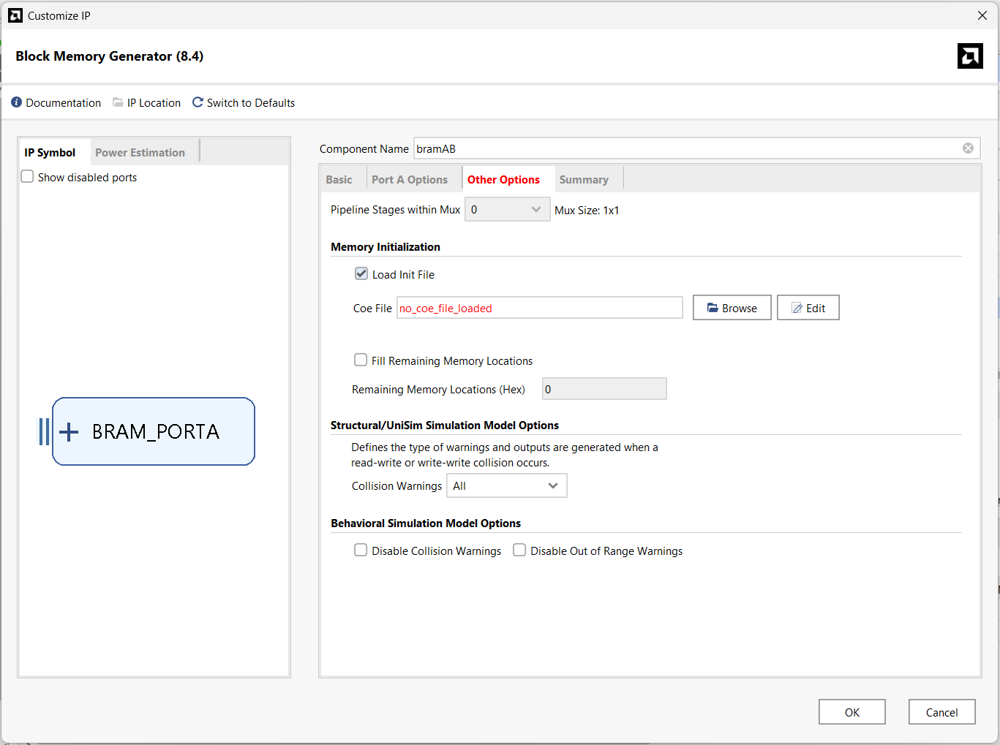 Customize IP
Block Memory Generator (8.4)
Documentation IP Location Switch to Defaults
IP Symbol Power Estimation
Show disabled ports
BRAM_PORTA
Component Name bramAB
Basic Port A Options Other Options Summary
Pipeline Stages within Mux 0 Mux Size: 1x1
Memory Initialization
Load Init File
Coe File no_coe_file_loaded Browse Edit
Fill Remaining Memory Locations
Remaining Memory Locations (Hex) 0
Structural/UniSim Simulation Model Options
Defines the type of warnings and outputs are generated when a
read-write or write-write collision occurs.
Collision Warnings All
Behavioral Simulation Model Options
Disable Collision Warnings Disable Out of Range Warnings
OK Cancel